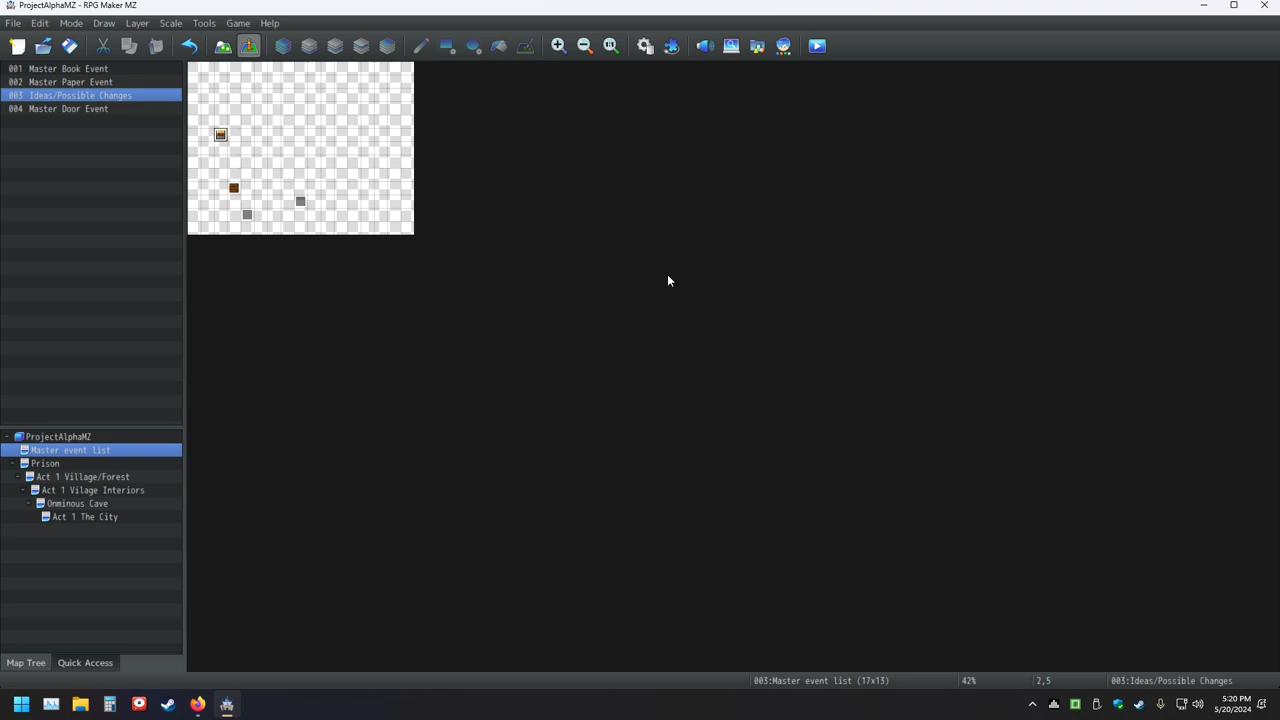 ProjectAlphaMZ - RPG Maker MZ
File Edit Mode Draw Layer Scale Tools Game Help
001 Master Book Event
002 Master Paper Event
003 Ideas/Possible Changes
004 Master Door Event
ProjectAlphaMZ
Master event list
Prison
Act 1 Village/Forest
Act 1 Vilage Interiors
Onminous Cave
Act 1 The City
Map Tree Quick Access
003:Master event list (17x13) 42% 2,5 003:Ideas/Possible Changes
5:20 PM
5/20/2024